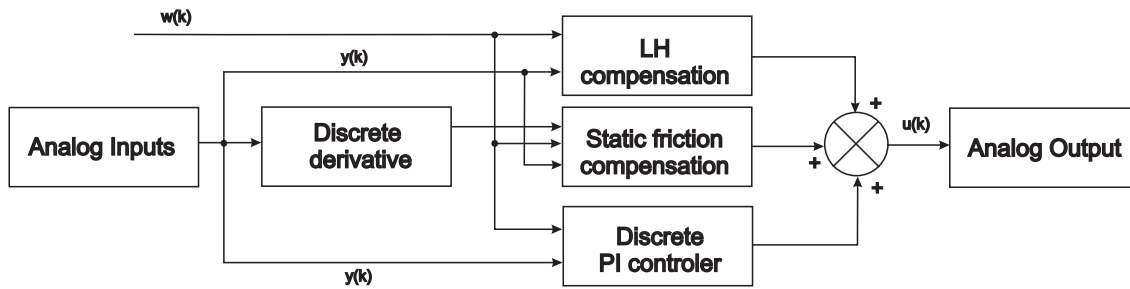 w(k)
y(k)
LH
compensation
Analog Inputs
Discrete
derivative
Static friction
compensation
+
+
+
u(k)
Analog Output
Discrete
PI controler
y(k)